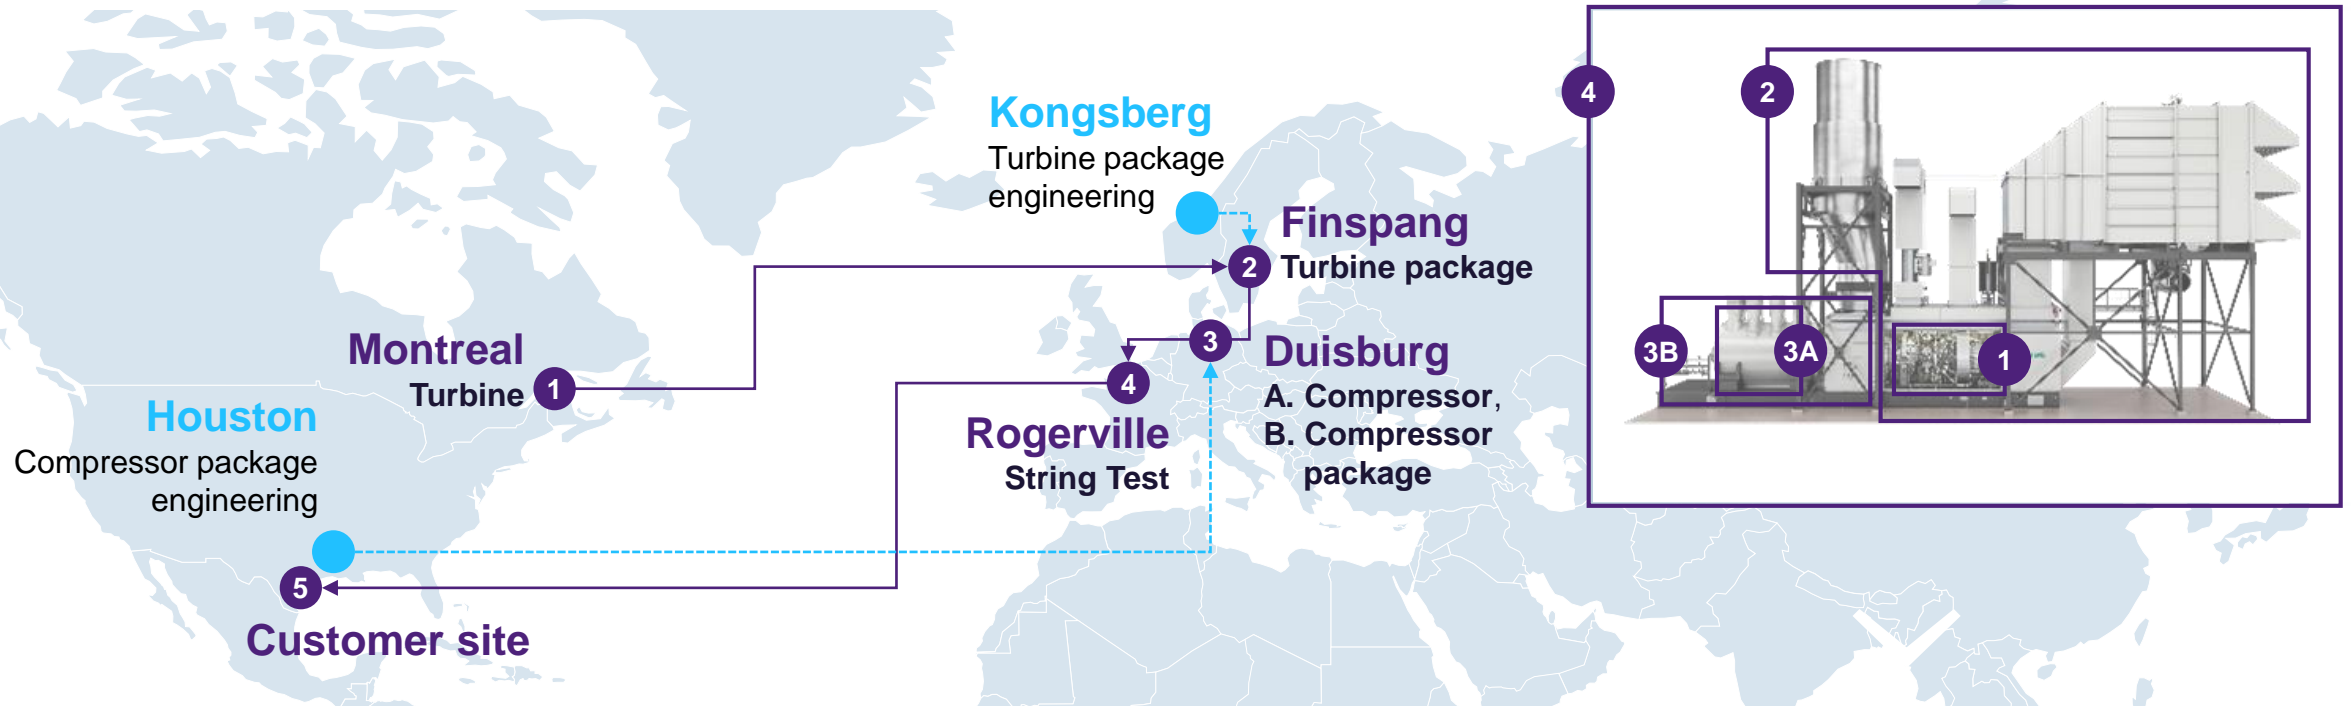 Kongsberg
Turbine package
engineering
Finspang
Turbine package
2
Montreal
Turbine
1
3
Duisburg
A. Compressor,
B. Compressor
package
4
Rogerville
String Test
Houston
Compressor package
engineering
5
Customer site
4
2
3B
3A
1